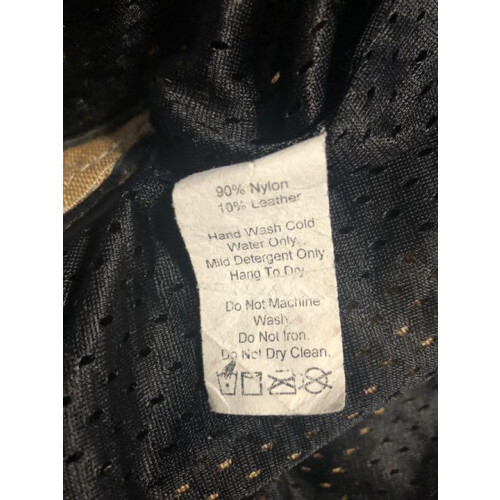 90% Nylon
10% Leather
Hand Wash Cold
Water Only.
Mild Detergent Only.
Hang To Dry.
Do Not Machine
Wash.
Do Not Iron.
Do Not Dry Clean.